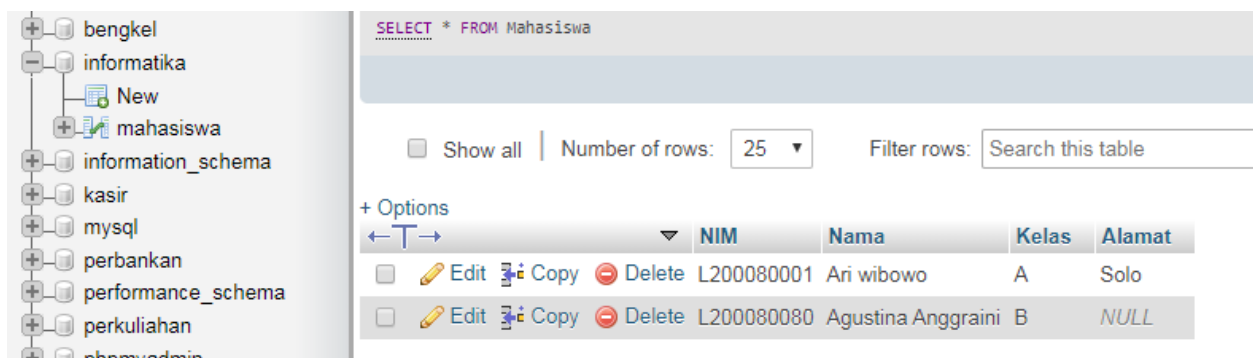 bengkel
informatika
New
mahasiswa
information_schema
kasir
mysql
perbankan
performance_schema
perkuliahan
phpmyadmin
SELECT * FROM Mahasiswa
Show all | Number of rows: 25 Filter rows: Search this table
+ Options
NIM Nama Kelas Alamat
Edit Copy Delete L200080001 Ari wibowo A Solo
Edit Copy Delete L200080080 Agustina Anggraini B NULL